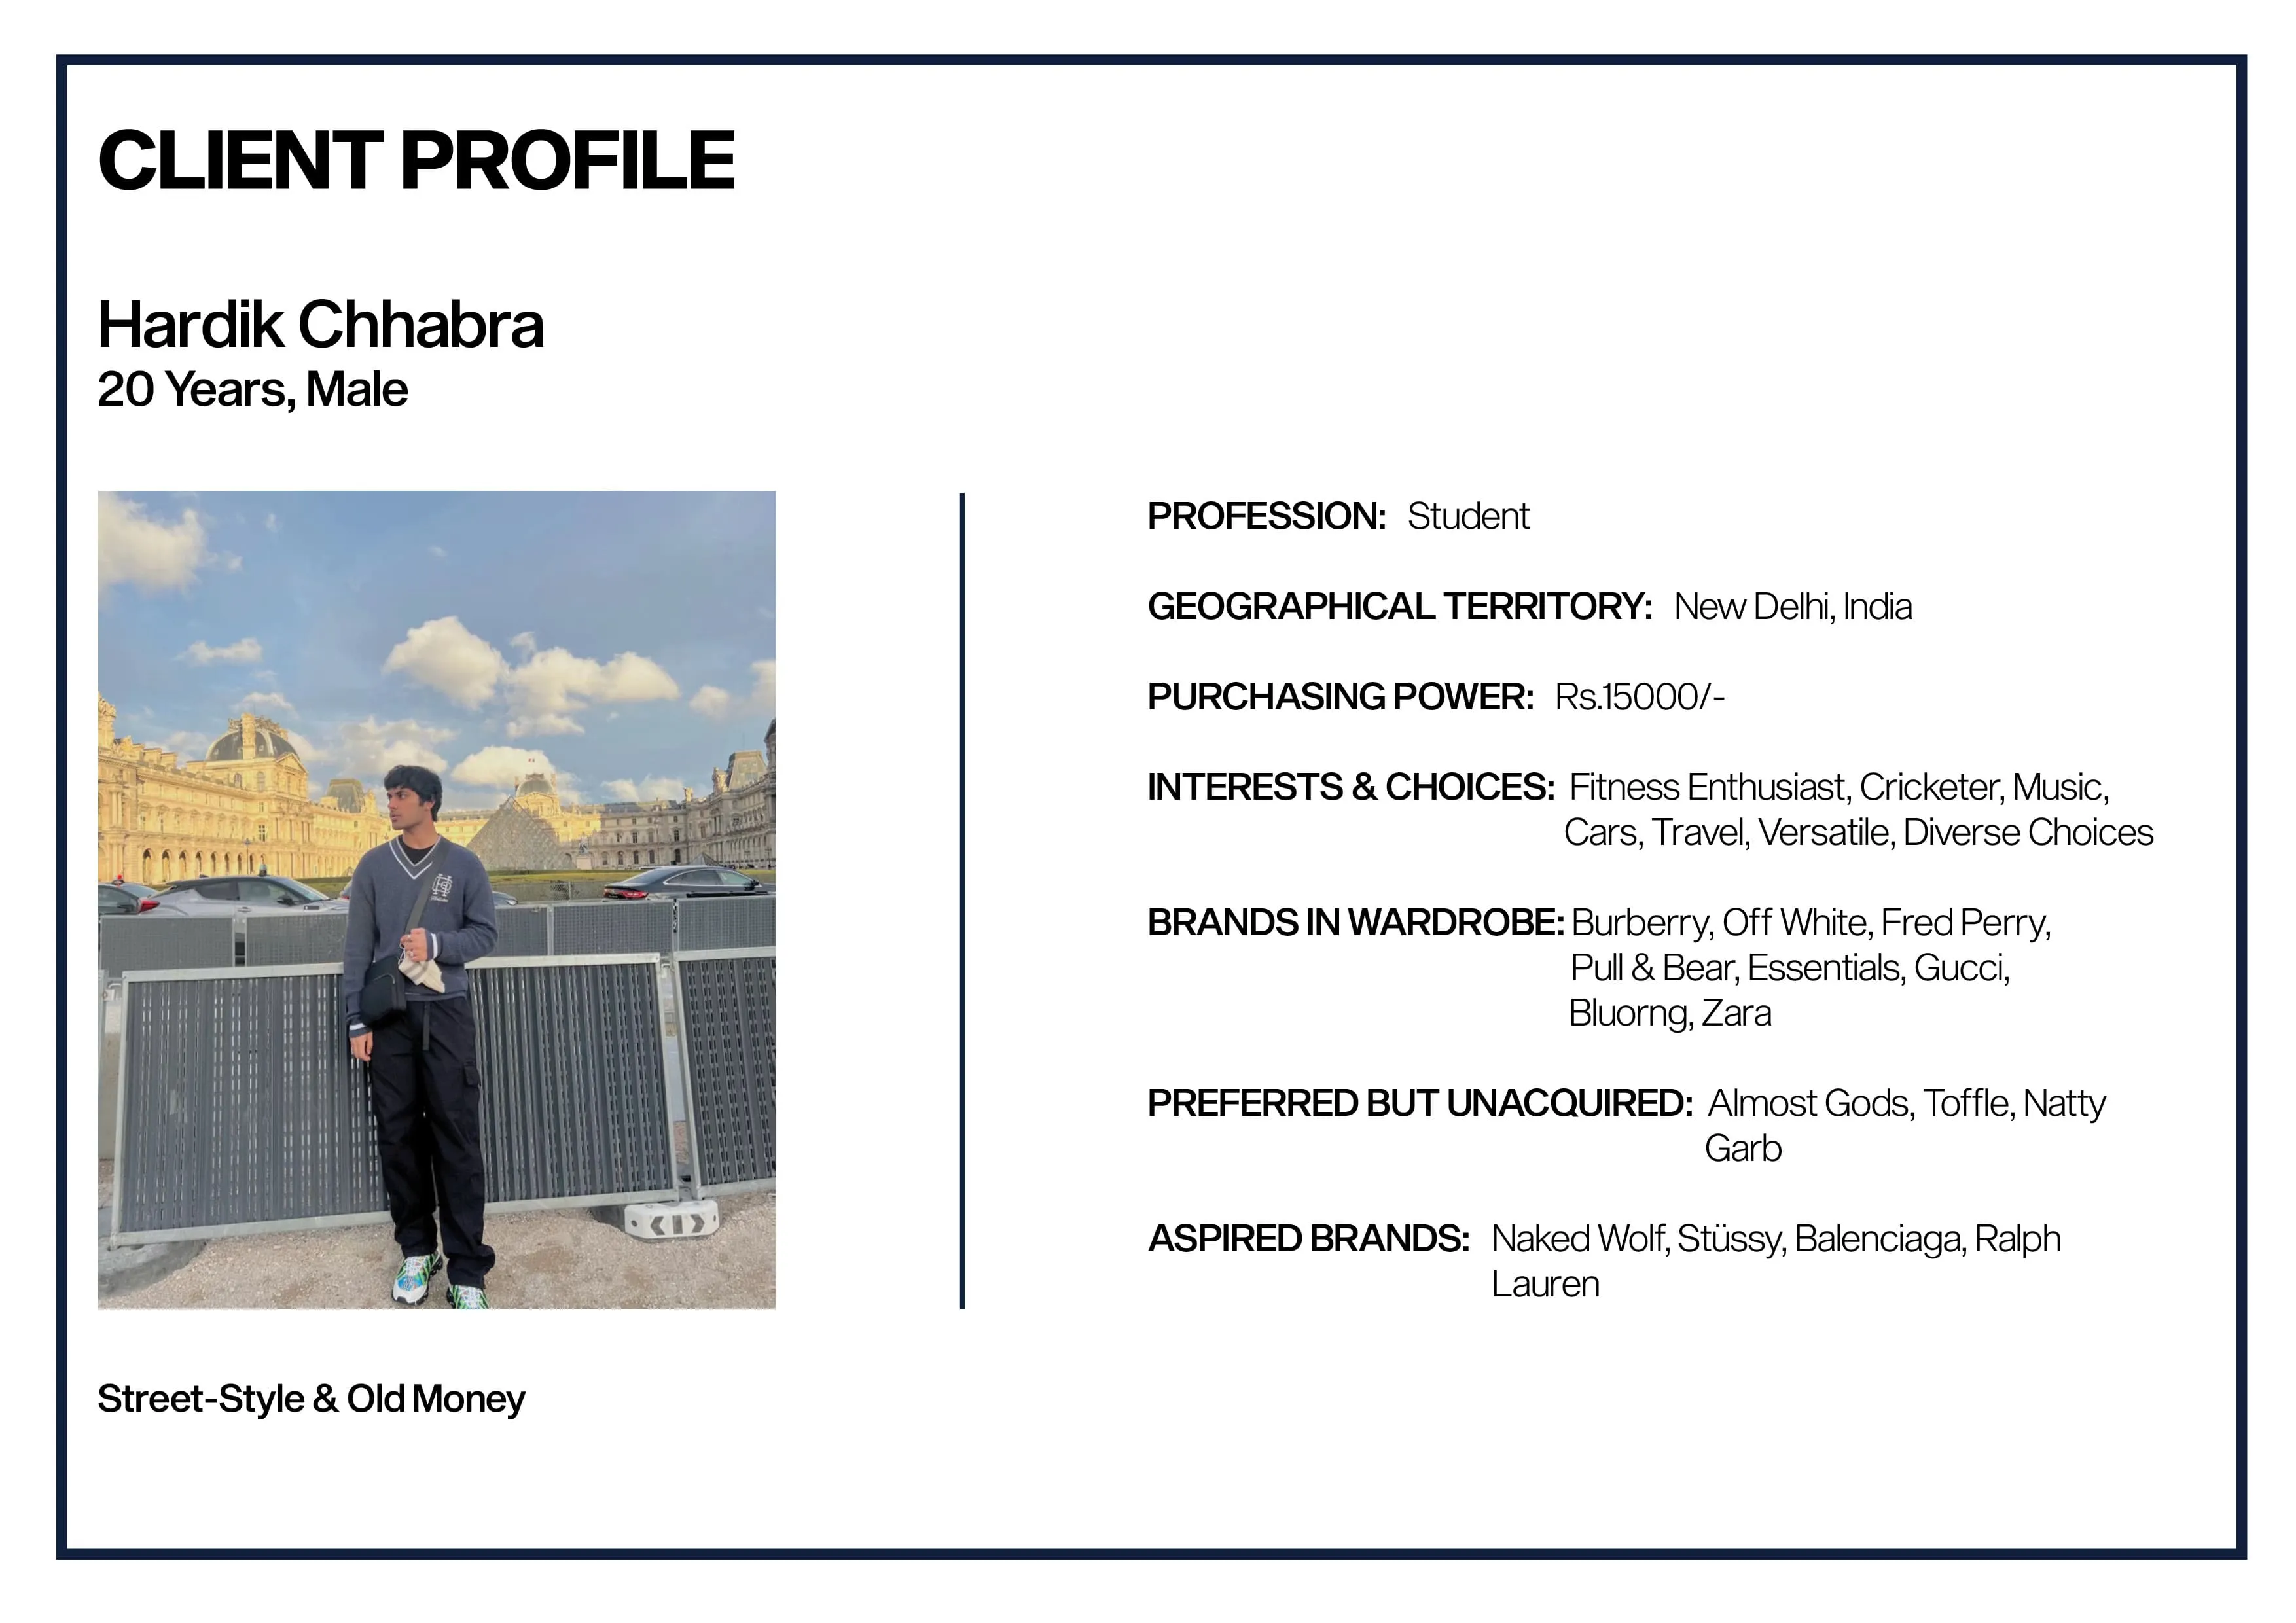 CLIENT PROFILE
Hardik Chhabra
20 Years, Male
PROFESSION: Student
GEOGRAPHICAL TERRITORY: New Delhi, India
PURCHASING POWER: Rs.15000/-
INTERESTS & CHOICES: Fitness Enthusiast, Cricketer, Music,
Cars, Travel, Versatile, Diverse Choices
BRANDS IN WARDROBE: Burberry, Off White, Fred Perry,
Pull & Bear, Essentials, Gucci,
Bluorng, Zara
PREFERRED BUT UNACQUIRED: Almost Gods, Toffle, Natty
Garb
ASPIRED BRANDS: Naked Wolf, Stüssy, Balenciaga, Ralph
Lauren
Street-Style & Old Money